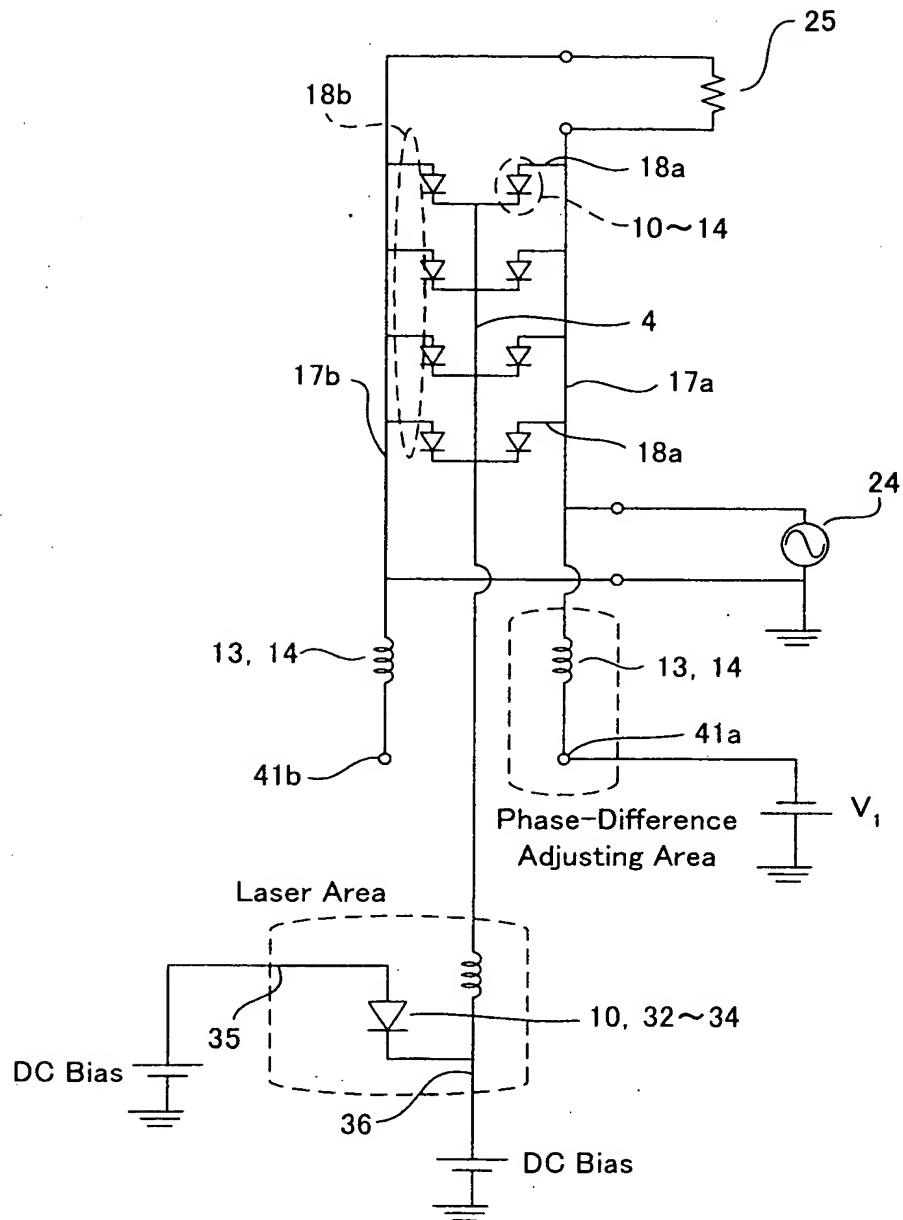 25
18b
18a
10~14
4
17b
17a
18a
24
13, 14
13, 14
41a
41b
V1
Phase-Difference
Adjusting Area
Laser Area
35
10, 32~34
DC Bias
36
DC Bias